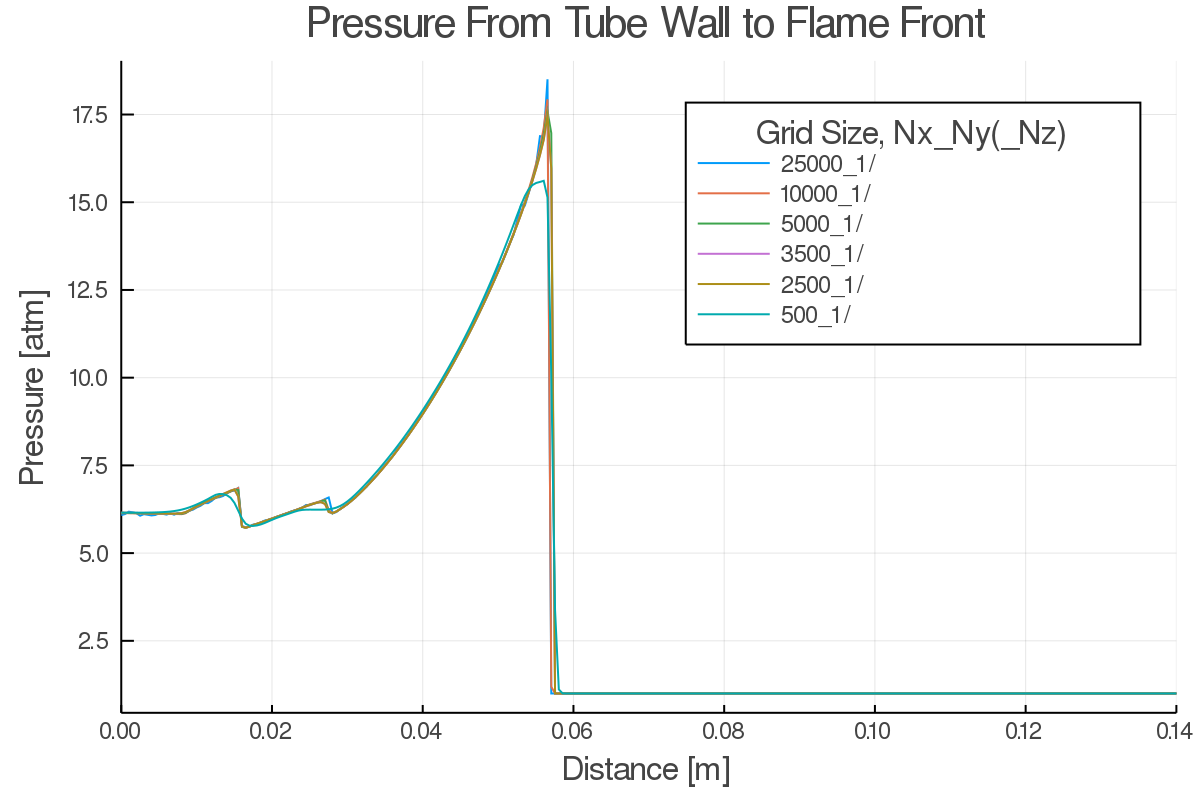 Pressure From Tube Wall to Flame Front
17.5
15.0
12.5
10.0
7.5
5.0
2.5
Pressure [atm]
Grid Size, Nx_Ny(_Nz)
25000_1/
10000_1/
5000_1/
3500_1/
2500_1/
500_1/
0.00 0.02 0.04 0.06 0.08 0.10 0.12 0.14
Distance [m]